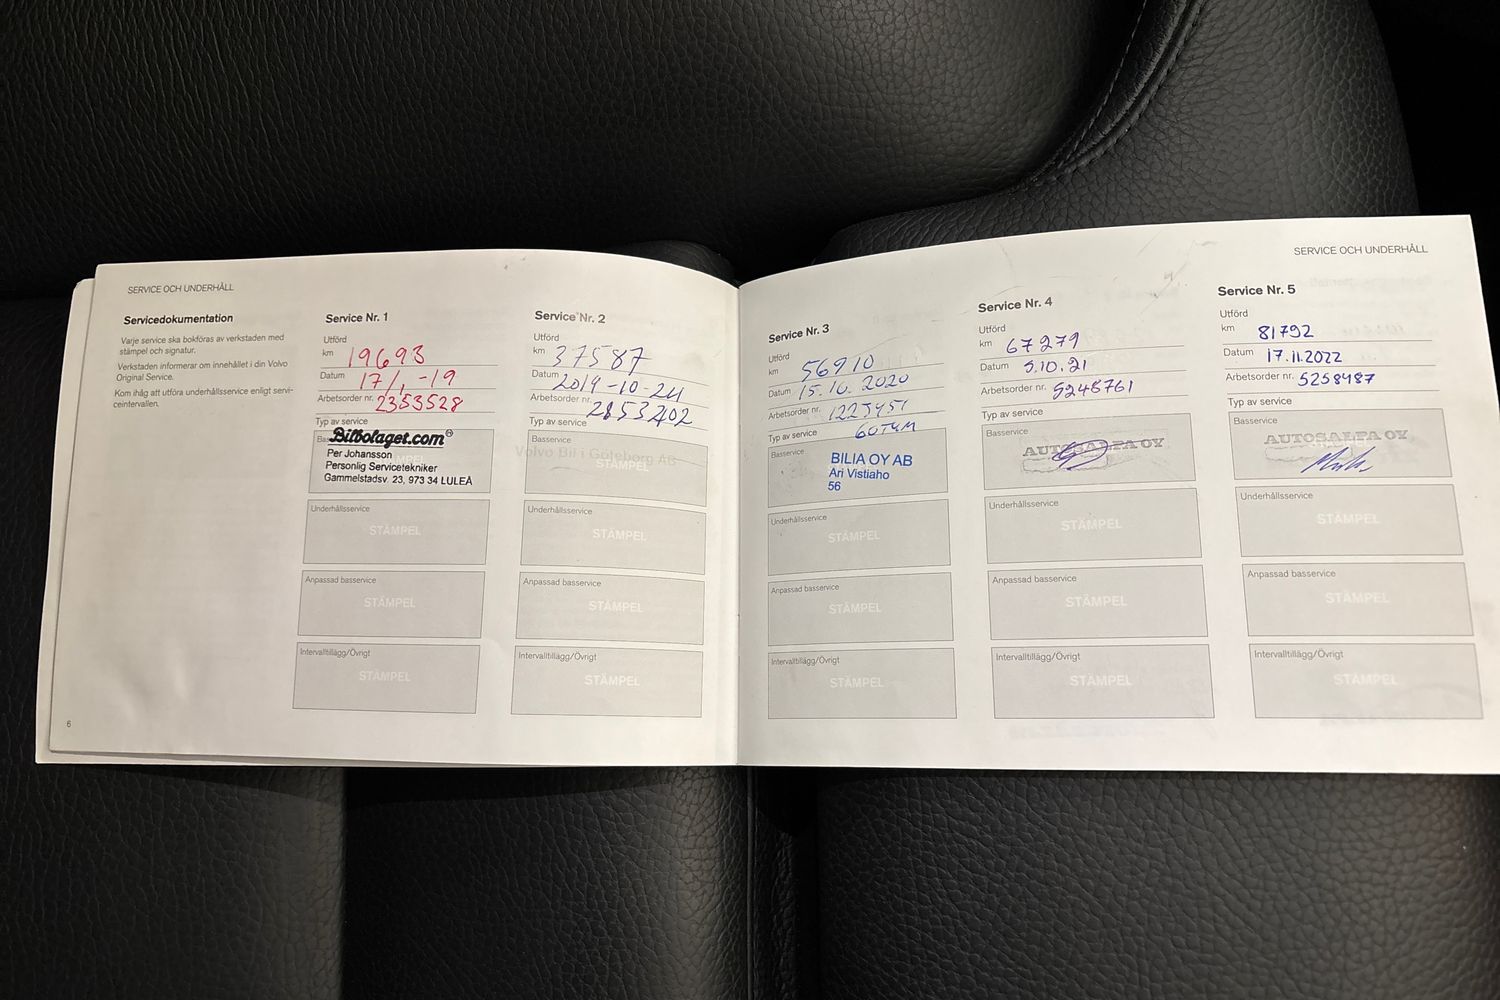 SERVICE OCH UNDERHÅLL
Servicedokumentation
Varje service ska bokföras av verkstaden med
stämpel och signatur.
Verkstaden informerar om innehållet i din Volvo
Original Service.
Kom ihåg att utföra underhållsservice enligt servi-
ceintervallen.
6
Service Nr. 1
Utförd
km 19693
Datum 17/1 -19
Arbetsorder nr. 2353528
Typ av service
Bilbolaget.com
Per Johansson
Personlig Servicetekniker
Gammelstadsv. 23, 973 34 LULEÅ
Underhållsservice
STÄMPEL
Anpassad basservice
STÄMPEL
Intervalltillägg/Övrigt
STÄMPEL
Service Nr. 2
Utförd
km 37587
Datum 2019-10-24
Arbetsorder nr. 2853202
Typ av service
Basservice
Volvo Bil i Göteborg AB
STÄMPEL
Underhållsservice
STÄMPEL
Anpassad basservice
STÄMPEL
Intervalltillägg/Övrigt
STÄMPEL
Service Nr. 3
Utförd
km 56910
Datum 15.10.2020
Arbetsorder nr. 1225451
Typ av service
Basservice
BILIA OY AB
Ari Vistiaho
56
Underhållsservice
STÄMPEL
Anpassad basservice
STÄMPEL
Intervalltillägg/Övrigt
STÄMPEL
SERVICE OCH UNDERHÅLL
Service Nr. 4
Utförd
km 67279
Datum 5.10.21
Arbetsorder nr. 5248761
Typ av service
Basservice
AUTOSALPA OY
Underhållsservice
STÄMPEL
Anpassad basservice
STÄMPEL
Intervalltillägg/Övrigt
STÄMPEL
Service Nr. 5
Utförd
km 81792
Datum 17.11.2022
Arbetsorder nr. 5258487
Typ av service
Basservice
AUTOSALPA OY
Underhållsservice
STÄMPEL
Anpassad basservice
STÄMPEL
Intervalltillägg/Övrigt
STÄMPEL